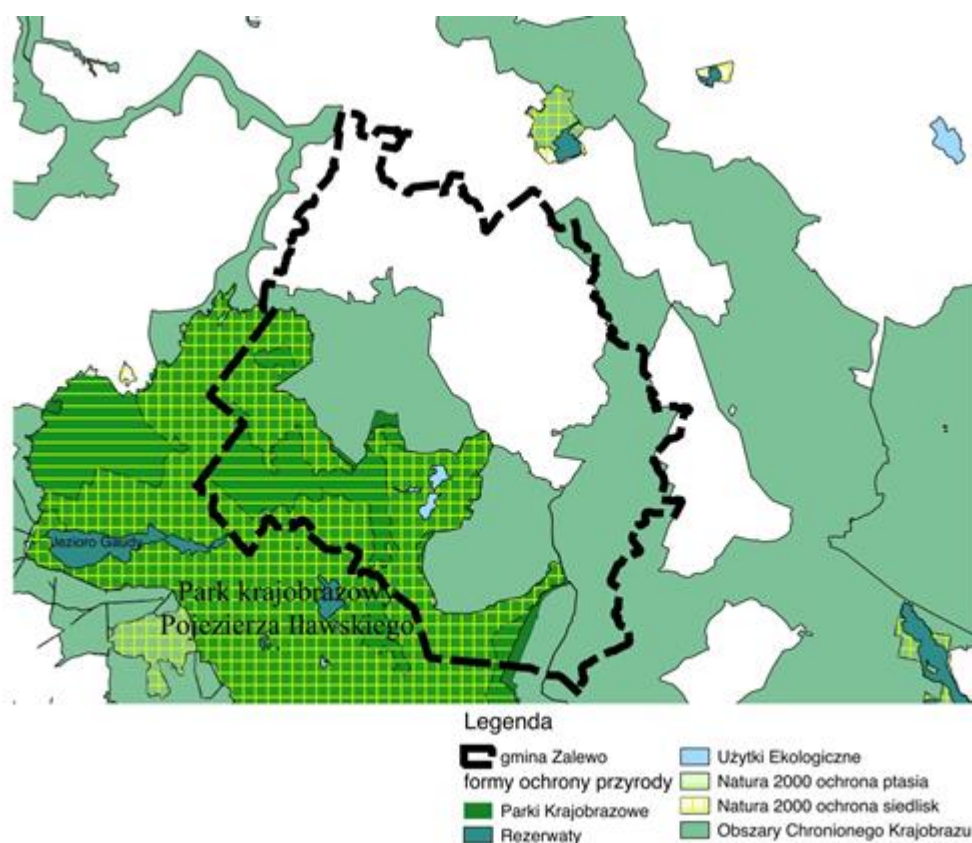 Jezioro Gaudy
Park krajobrazowy
Pojezierza Iławskiego
Legenda
gmina Zalewo
formy ochrony przyrody
Parki Krajobrazowe
Rezerwaty
Użytki Ekologiczne
Natura 2000 ochrona ptasia
Natura 2000 ochrona siedlisk
Obszary Chronionego Krajobrazu